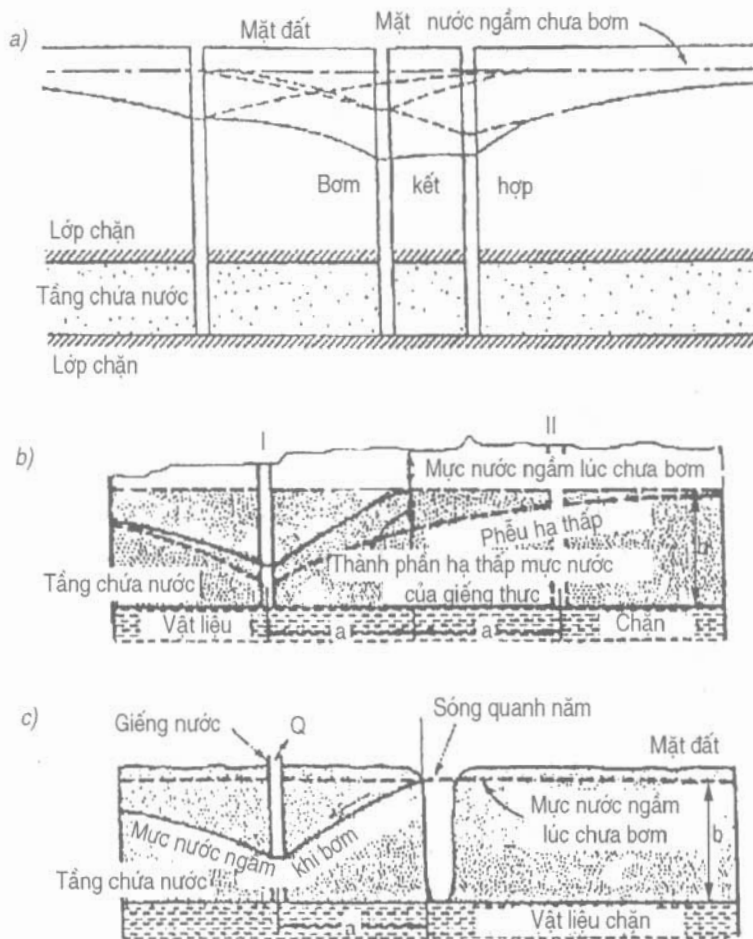 a)
Mặt đất
Mặt nước ngầm chưa bơm
Bơm kết hợp
Lớp chặn
Tầng chứa nước
Lớp chặn
b)
I
II
Mực nước ngầm lúc chưa bơm
Phễu hạ thấp
b
Thành phần hạ thấp mực nước
của giếng thực
Tầng chứa nước
Vật liệu
a
a
Chặn
c)
Giếng nước
Q
Sóng quanh năm
Mặt đất
Mực nước ngầm
lúc chưa bơm
b
Mực nước ngầm khi bơm
Tầng chứa nước
a
Vật liệu chặn